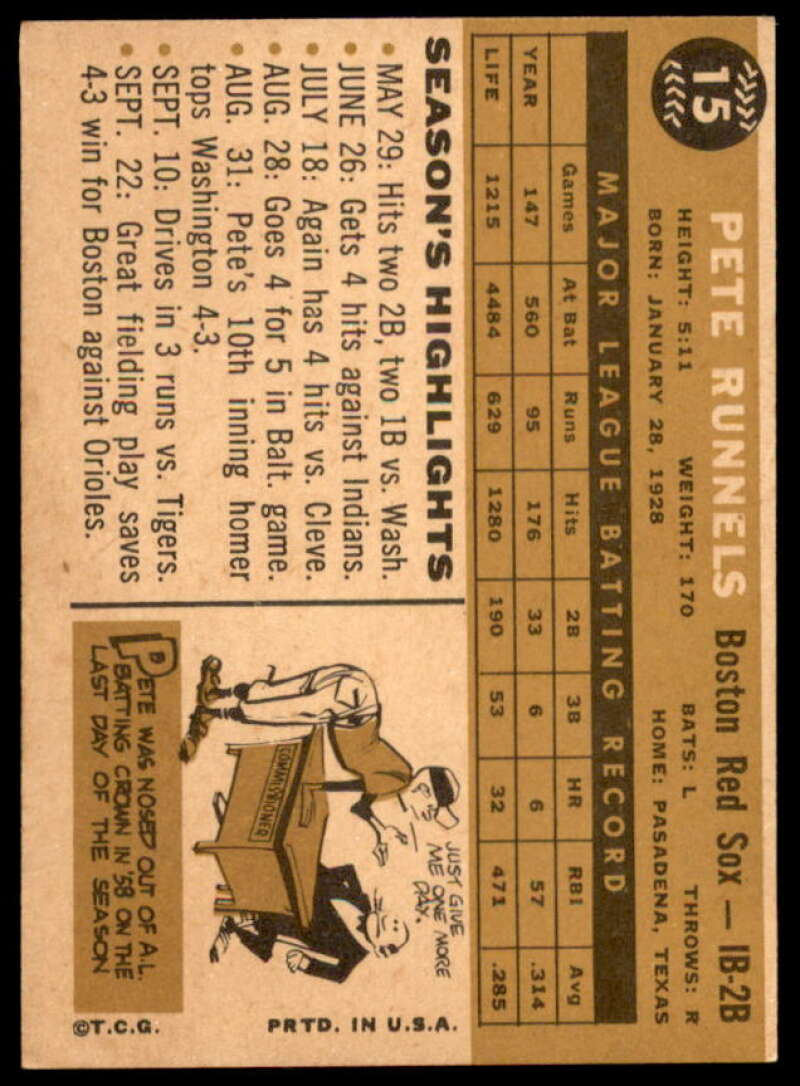 15
PETE RUNNELS Boston Red Sox — IB-2B
HEIGHT: 5:11 WEIGHT: 170 BATS: L THROWS: R
BORN: JANUARY 28, 1928 HOME: PASADENA, TEXAS
MAJOR LEAGUE BATTING RECORD
Games At Bat Runs Hits 2B 3B HR RBI Avg
YEAR 147 560 95 176 33 6 6 57 .314
LIFE 1215 4484 629 1280 190 53 32 471 .285
SEASON'S HIGHLIGHTS
• MAY 29: Hits two 2B, two 1B vs. Wash.
• JUNE 26: Gets 4 hits against Indians.
• JULY 18: Again has 4 hits vs. Cleve.
• AUG. 28: Goes 4 for 5 in Balt. game.
• AUG. 31: Pete's 10th inning homer
tops Washington 4-3.
• SEPT. 10: Drives in 3 runs vs. Tigers.
• SEPT. 22: Great fielding play saves
4-3 win for Boston against Orioles.
JUST GIVE
ME ONE MORE
DAY.
COMMISSIONER
PETE WAS NOSED OUT OF A.L.
BATTING CROWN IN '58 ON THE
LAST DAY OF THE SEASON
©T.C.G. PRTD. IN U.S.A.